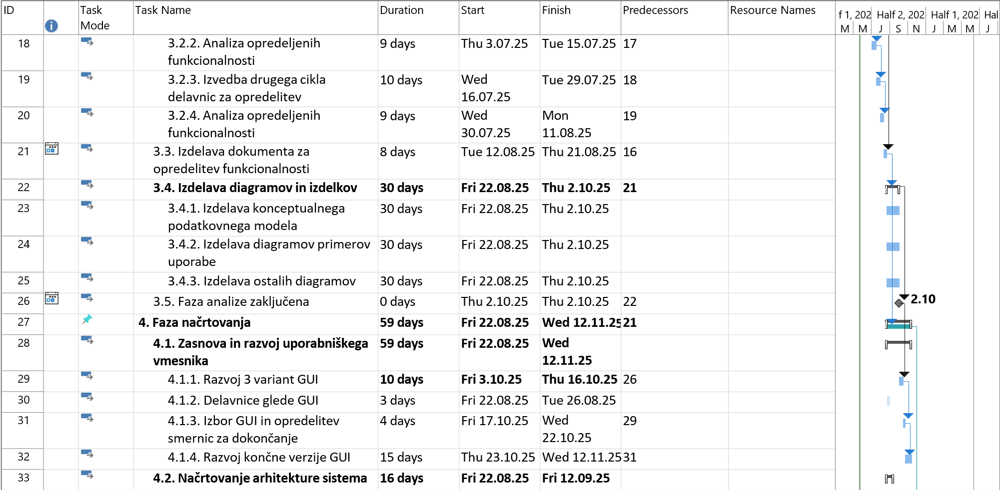 ID Task Mode Task Name Duration Start Finish Predecessors Resource Names
f 1, 202 Half 2, 202 Half 1, 202 Hal
M M J S N J M M J
18 3.2.2. Analiza opredeljenih funkcionalnosti 9 days Thu 3.07.25 Tue 15.07.25 17
19 3.2.3. Izvedba drugega cikla delavnic za opredelitev 10 days Wed 16.07.25 Tue 29.07.25 18
20 3.2.4. Analiza opredeljenih funkcionalnosti 9 days Wed 30.07.25 Mon 11.08.25 19
21 3.3. Izdelava dokumenta za opredelitev funkcionalnosti 8 days Tue 12.08.25 Thu 21.08.25 16
22 3.4. Izdelava diagramov in izdelkov 30 days Fri 22.08.25 Thu 2.10.25 21
23 3.4.1. Izdelava konceptualnega podatkovnega modela 30 days Fri 22.08.25 Thu 2.10.25
24 3.4.2. Izdelava diagramov primerov uporabe 30 days Fri 22.08.25 Thu 2.10.25
25 3.4.3. Izdelava ostalih diagramov 30 days Fri 22.08.25 Thu 2.10.25
26 3.5. Faza analize zaključena 0 days Thu 2.10.25 Thu 2.10.25 22 2.10
27 4. Faza načrtovanja 59 days Fri 22.08.25 Wed 12.11.25 21
28 4.1. Zasnova in razvoj uporabniškega vmesnika 59 days Fri 22.08.25 Wed 12.11.25
29 4.1.1. Razvoj 3 variant GUI 10 days Fri 3.10.25 Thu 16.10.25 26
30 4.1.2. Delavnice glede GUI 3 days Fri 22.08.25 Tue 26.08.25
31 4.1.3. Izbor GUI in opredelitev smernic za dokončanje 4 days Fri 17.10.25 Wed 22.10.25 29
32 4.1.4. Razvoj končne verzije GUI 15 days Thu 23.10.25 Wed 12.11.25 31
33 4.2. Načrtovanje arhitekture sistema 16 days Fri 22.08.25 Fri 12.09.25